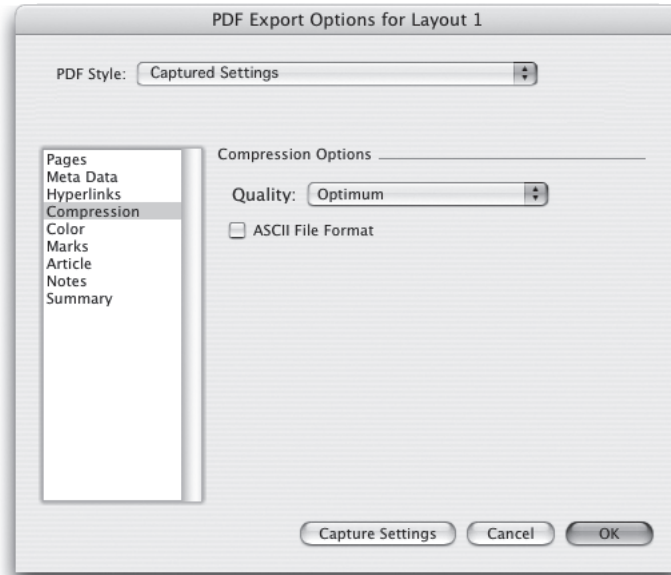 PDF Export Options for Layout 1
PDF Style: Captured Settings
Pages
Meta Data
Hyperlinks
Compression
Color
Marks
Article
Notes
Summary
Compression Options
Quality: Optimum
ASCII File Format
Capture Settings
Cancel
OK